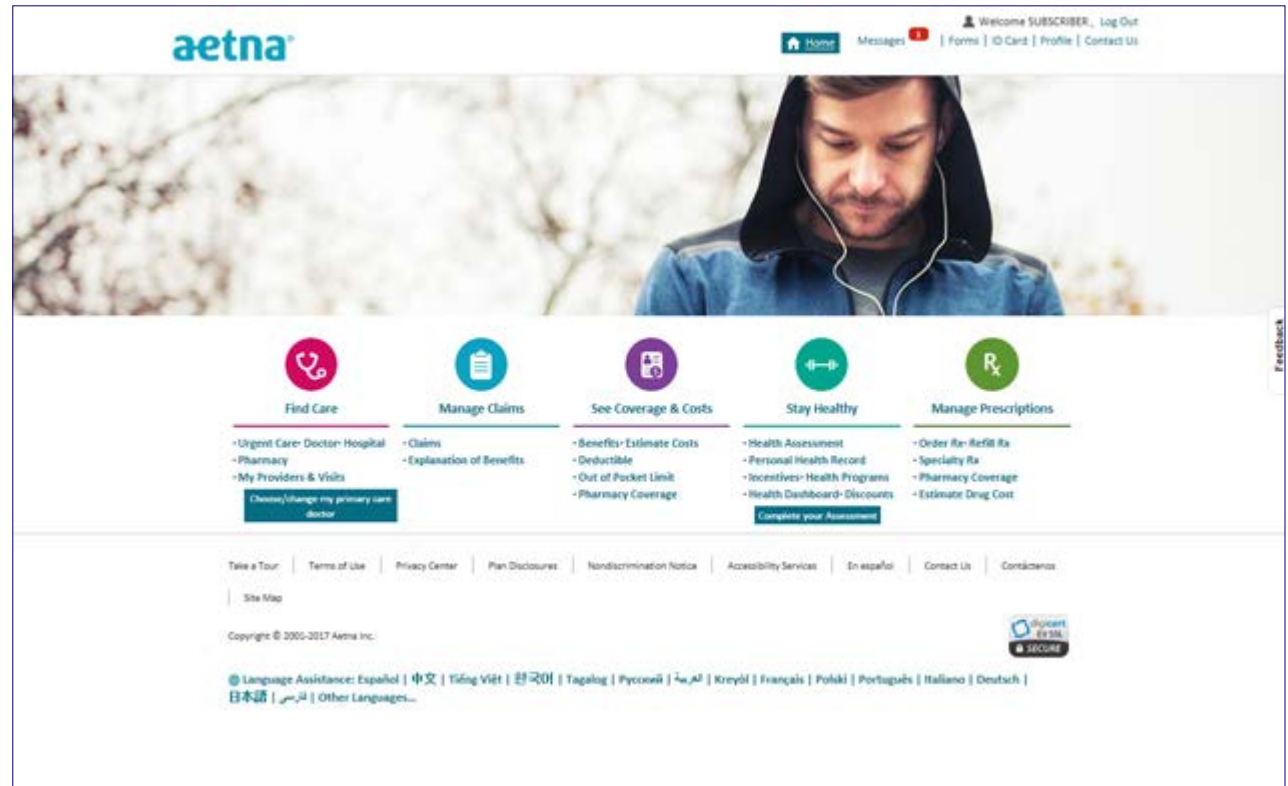 aetna®
Welcome SUBSCRIBER, Log Out
Home Messages | Forms | ID Card | Profile | Contact Us
Feedback
Find Care
- Urgent Care- Doctor- Hospital
- Pharmacy
- My Providers & Visits
Choose/change my primary care
doctor
Manage Claims
- Claims
- Explanation of Benefits
See Coverage & Costs
- Benefits- Estimate Costs
- Deductible
- Out of Pocket Limit
- Pharmacy Coverage
Stay Healthy
- Health Assessment
- Personal Health Record
- Incentives- Health Programs
- Health Dashboard- Discounts
Complete your Assessment
Rx
Manage Prescriptions
- Order Rx- Refill Rx
- Specialty Rx
- Pharmacy Coverage
- Estimate Drug Cost
Take a Tour | Terms of Use | Privacy Center | Plan Disclosures | Nondiscrimination Notice | Accessibility Services | En español | Contact Us | Contáctenos
| Site Map
Copyright © 2001-2017 Aetna Inc.
digicert
EV SSL
SECURE
Language Assistance: Español | 中文 | Tiếng Việt | 한국어 | Tagalog | Русский | العربية | Kreyòl | Français | Polski | Português | Italiano | Deutsch |
日本語 | فارسی | Other Languages...